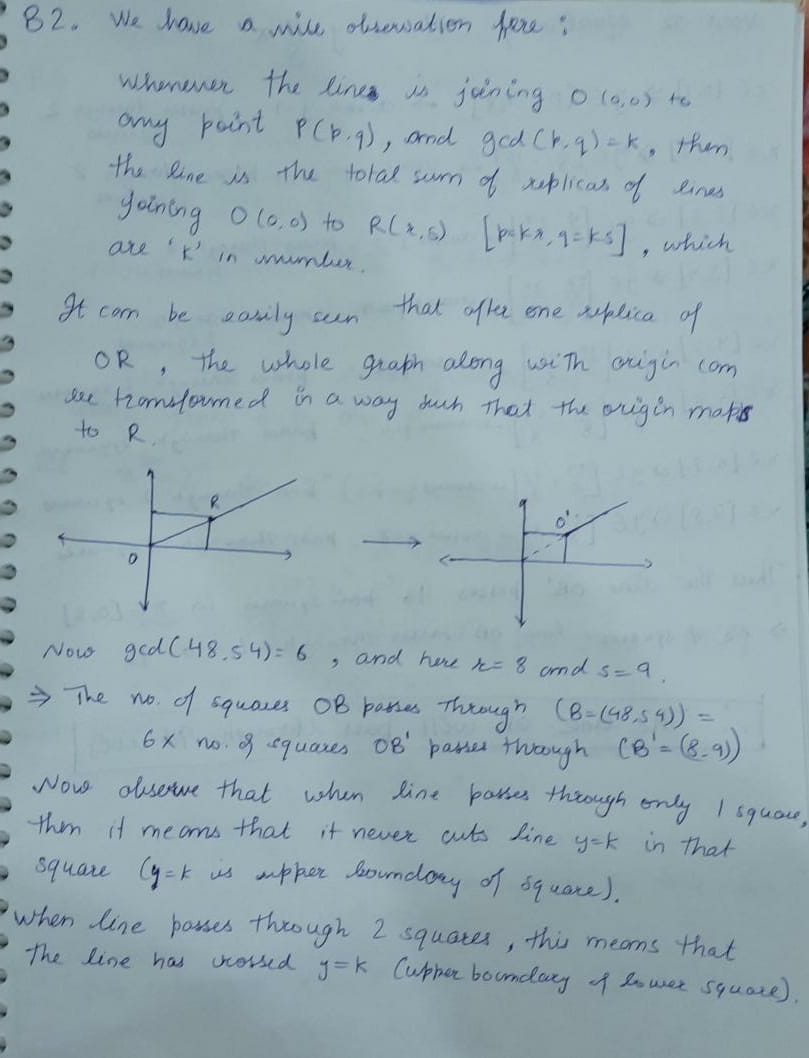 B2. We have a nice observation here :
Whenever the line is joining O (0,0) to
any point P(p,q), and gcd (p,q)=k, then
the line is the total sum of replicas of lines
joining O(0,0) to R(r,s) [p=kr, q=ks], which
are 'k' in number.
It can be easily seen that after one replica of
OR, the whole graph along with origin can
be transformed in a way such that the origin maps
to R.
R
O
O'
Now gcd(48,54)=6, and here r=8 and s=9.
⇒ The no. of squares OB passes through (B=(48,54)) =
6x no. of squares OB' passes through (B'=(8,9))
Now observe that when line passes through only 1 square,
then it means that it never cuts line y=k in that
square (y=k is upper boundary of square).
When line passes through 2 squares, this means that
the line has crossed y=k (upper boundary of lower square).